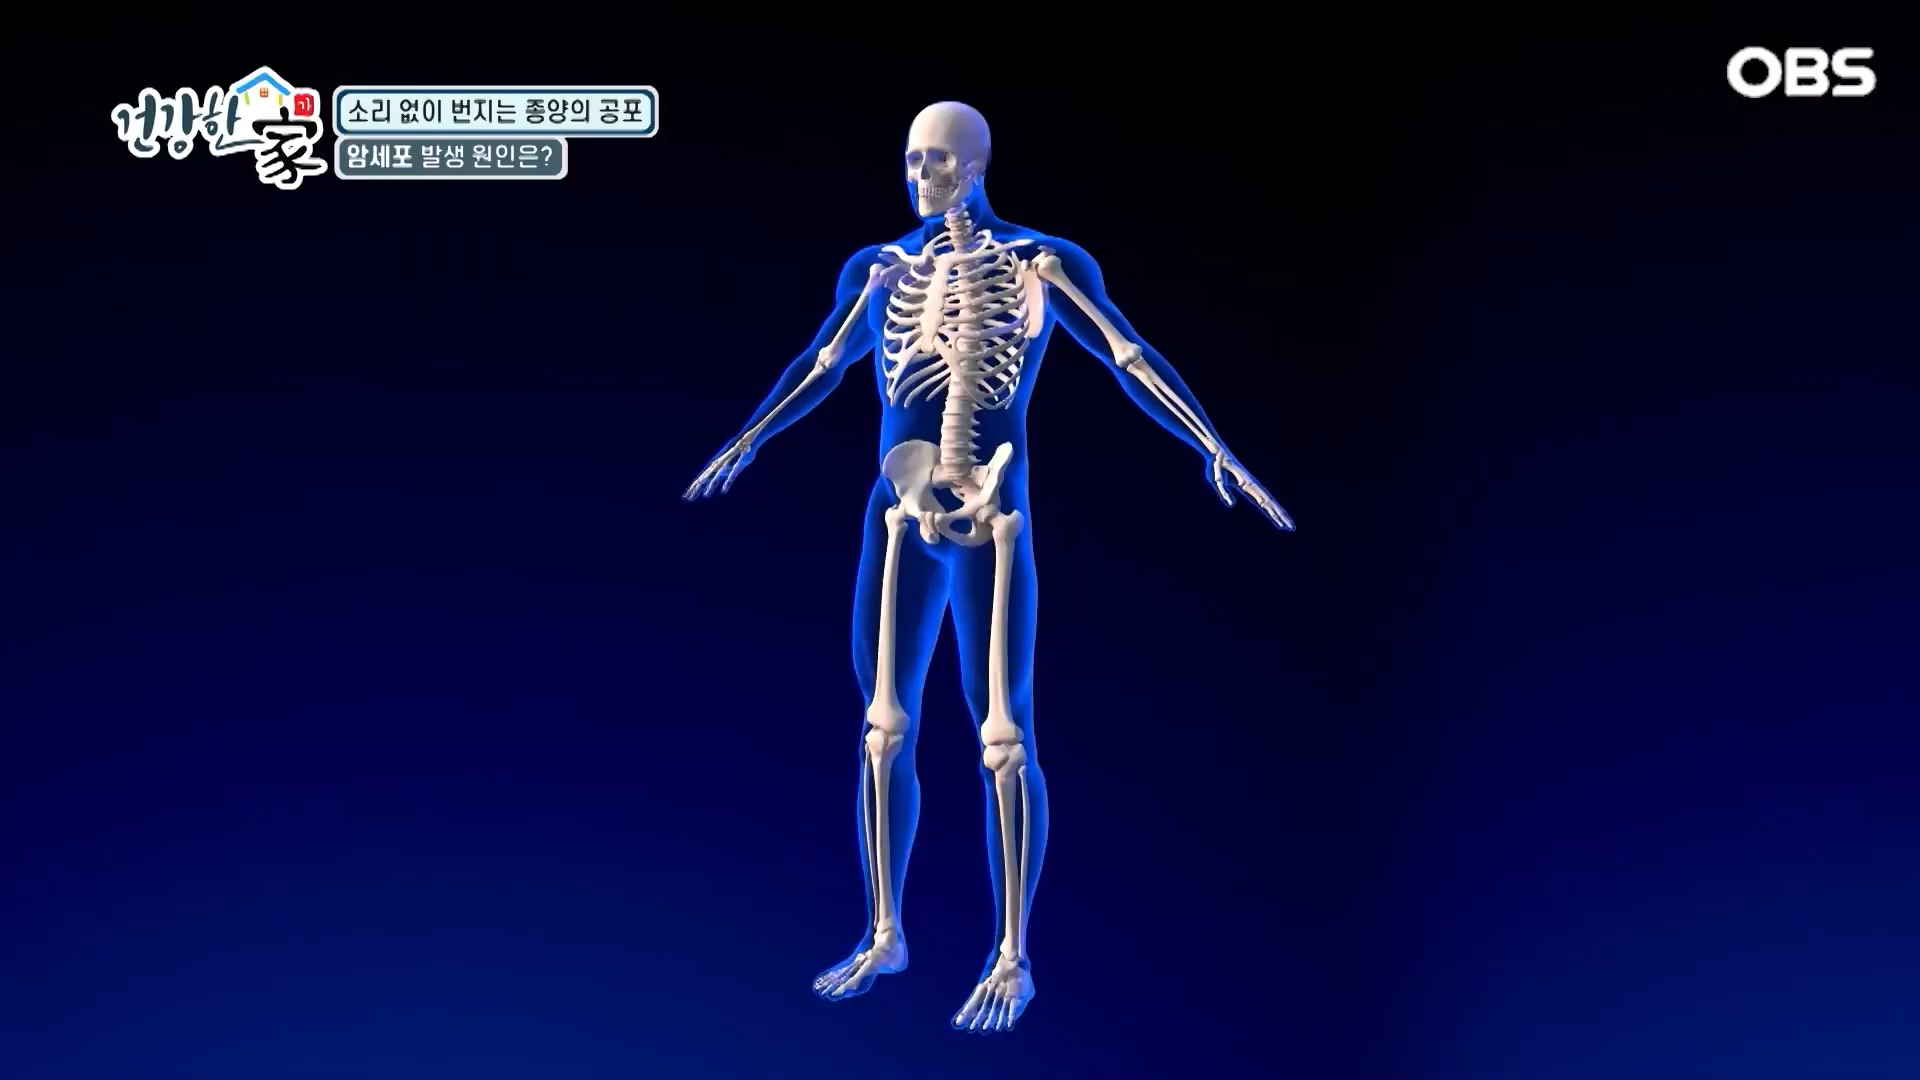 건강한 家 가
소리 없이 번지는 종양의 공포
암세포 발생 원인은?
OBS